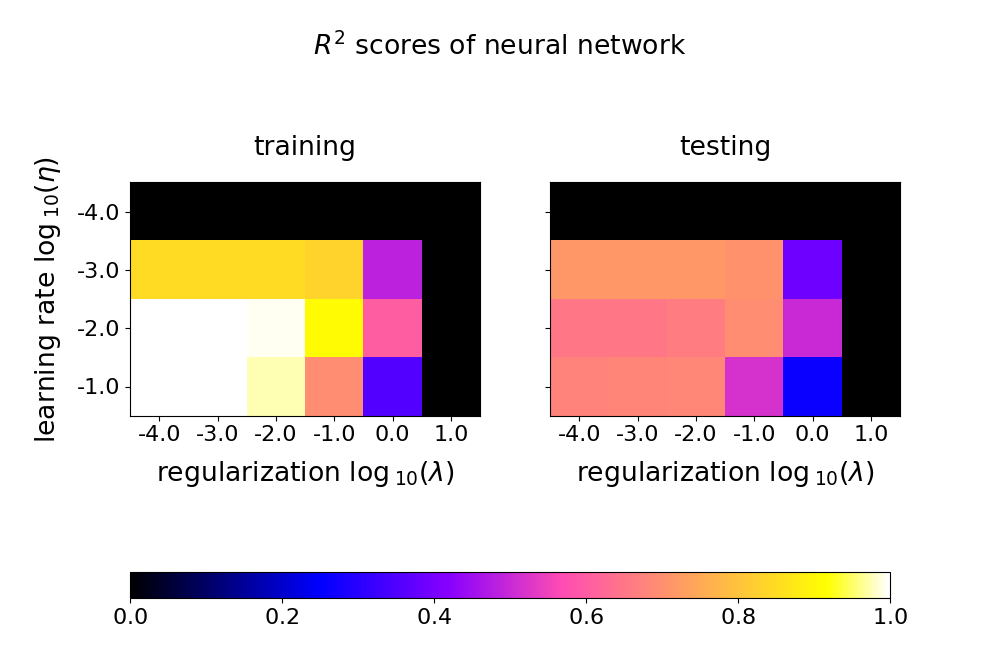 R² scores of neural network
training
testing
learning rate log₁₀(η)
-4.0
-3.0
-2.0
-1.0
-4.0 -3.0 -2.0 -1.0 0.0 1.0
-4.0 -3.0 -2.0 -1.0 0.0 1.0
regularization log₁₀(λ)
regularization log₁₀(λ)
0.0 0.2 0.4 0.6 0.8 1.0